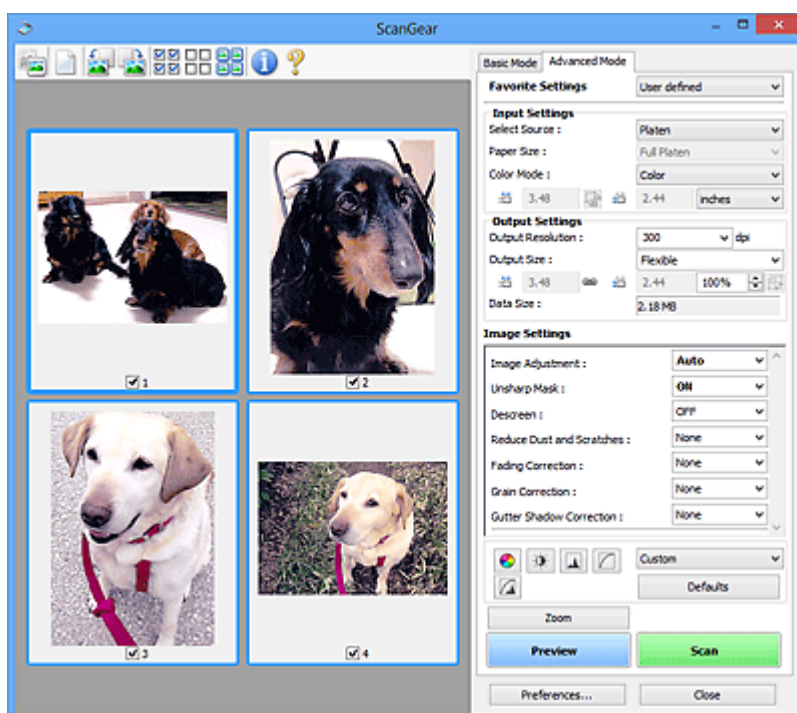 ScanGear
Basic Mode Advanced Mode
Favorite Settings User defined
Input Settings
Select Source : Platen
Paper Size : Full Platen
Color Mode : Color
3.48 2.44 inches
Output Settings
Output Resolution : 300 dpi
Output Size : Flexible
3.48 2.44 100%
Data Size : 2.18 MB
Image Settings
Image Adjustment : Auto
Unsharp Mask : ON
Descreen : OFF
Reduce Dust and Scratches : None
Fading Correction : None
Grain Correction : None
Gutter Shadow Correction : None
Custom
Defaults
Zoom
Preview Scan
Preferences... Close
1 2
3 4